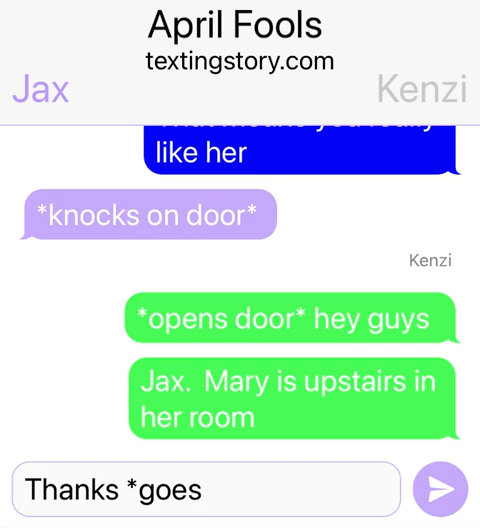 April Fools
textingstory.com
Jax
Kenzi
like her
*knocks on door*
Kenzi
*opens door* hey guys
Jax.  Mary is upstairs in
her room
Thanks *goes